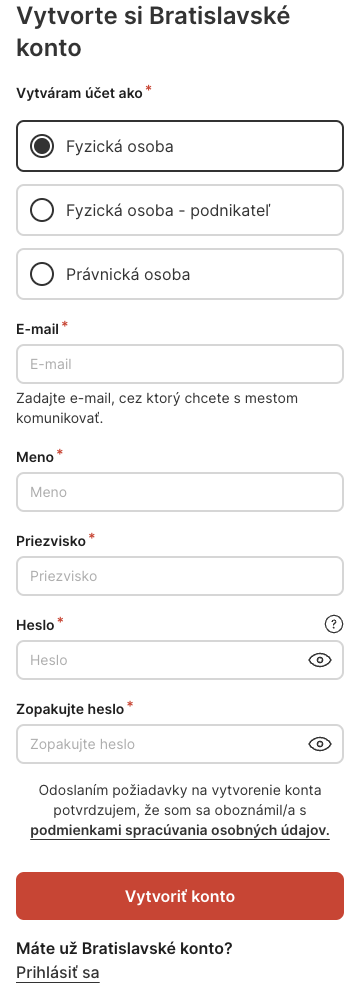 Vytvorte si Bratislavské
konto
Vytváram účet ako*
Fyzická osoba
Fyzická osoba - podnikateľ
Právnická osoba
E-mail*
E-mail
Zadajte e-mail, cez ktorý chcete s mestom
komunikovať.
Meno*
Meno
Priezvisko*
Priezvisko
Heslo*
?
Heslo
Zopakujte heslo*
Zopakujte heslo
Odoslaním požiadavky na vytvorenie konta
potvrdzujem, že som sa oboznámil/a s
podmienkami spracúvania osobných údajov.
Vytvoriť konto
Máte už Bratislavské konto?
Prihlásiť sa